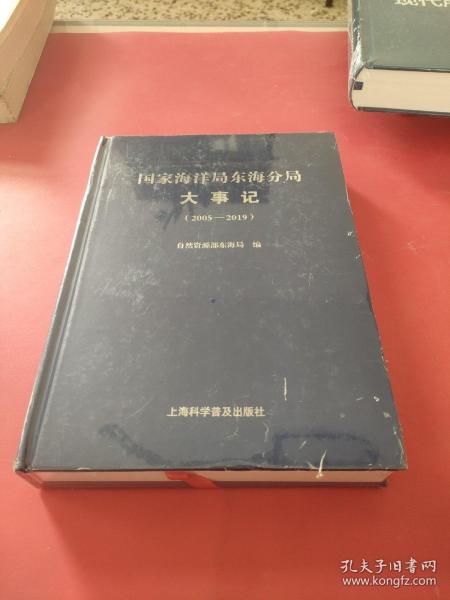 现代
国家海洋局东海分局
大事记
(2005—2019)
自然资源部东海局 编
上海科学普及出版社
孔夫子旧书网
www.kongfz.com